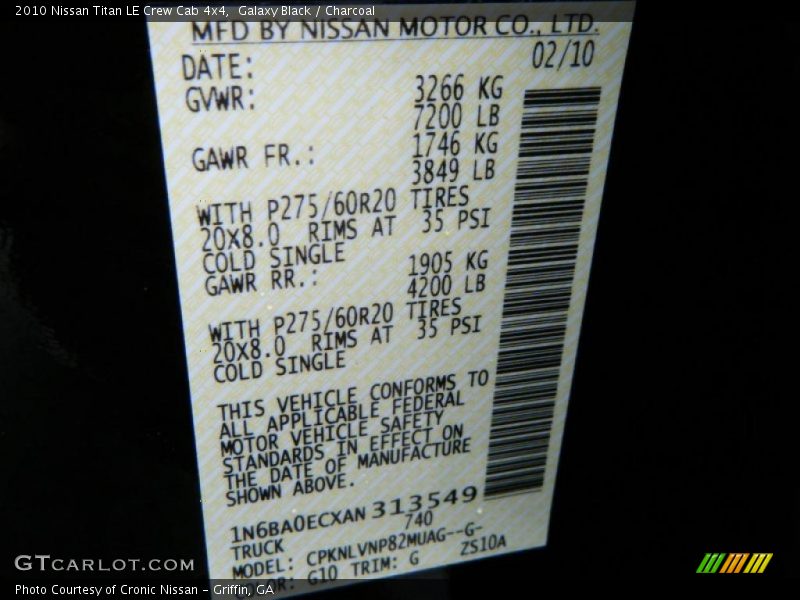 2010 Nissan Titan LE Crew Cab 4x4, Galaxy Black / Charcoal
MFD BY NISSAN MOTOR CO., LTD.
DATE: 02/10
GVWR: 3266 KG
7200 LB
GAWR FR.: 1746 KG
3849 LB
WITH P275/60R20 TIRES
20X8.0 RIMS AT 35 PSI
COLD SINGLE
GAWR RR.: 1905 KG
4200 LB
WITH P275/60R20 TIRES
20X8.0 RIMS AT 35 PSI
COLD SINGLE
THIS VEHICLE CONFORMS TO
ALL APPLICABLE FEDERAL
MOTOR VEHICLE SAFETY
STANDARDS IN EFFECT ON
THE DATE OF MANUFACTURE
SHOWN ABOVE.
1N6BA0ECXAN313549
TRUCK 740
MODEL: CPKNLVNP82MUAG--G-
COLOR: G10 TRIM: G ZS10A
GTCARLOT.COM
Photo Courtesy of Cronic Nissan - Griffin, GA